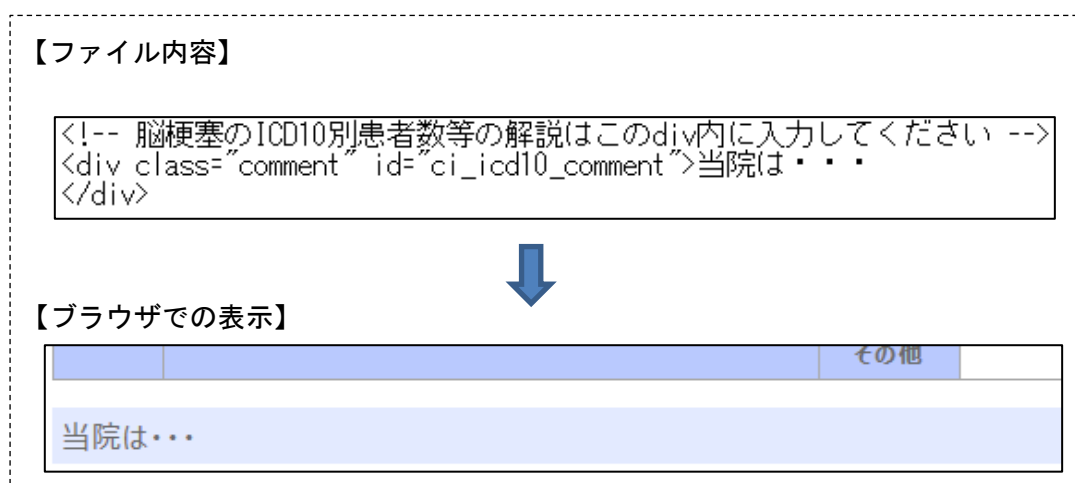 【ファイル内容】
<!-- 脳梗塞のICD10別患者数等の解説はこのdiv内に入力してください -->
<div class="comment" id="ci_icd10_comment">当院は・・・
</div>
【ブラウザでの表示】
その他
当院は・・・